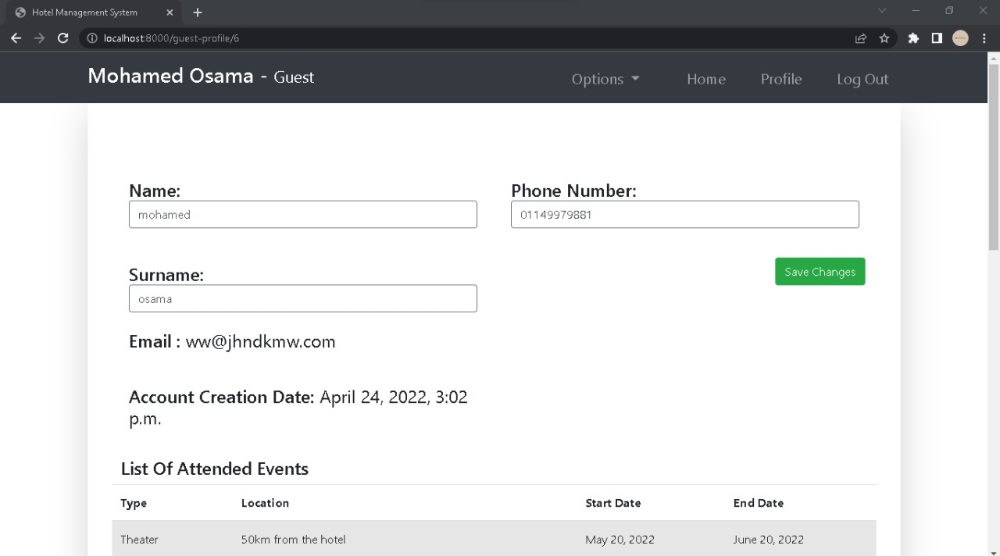 Hotel Management System
localhost:8000/guest-profile/6
Mohamed Osama - Guest
Options
Home
Profile
Log Out
Name:
mohamed
Phone Number:
01149979881
Surname:
osama
Save Changes
Email : ww@jhndkmw.com
Account Creation Date: April 24, 2022, 3:02
p.m.
List Of Attended Events
Type Location Start Date End Date
Theater 50km from the hotel May 20, 2022 June 20, 2022